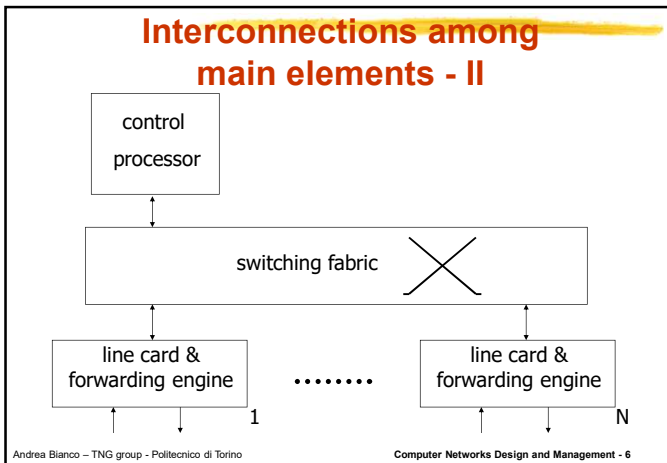 Interconnections among
main elements - II
control
processor
switching fabric
line card &
forwarding engine
1
........
line card &
forwarding engine
N
Andrea Bianco – TNG group - Politecnico di Torino
Computer Networks Design and Management - 6